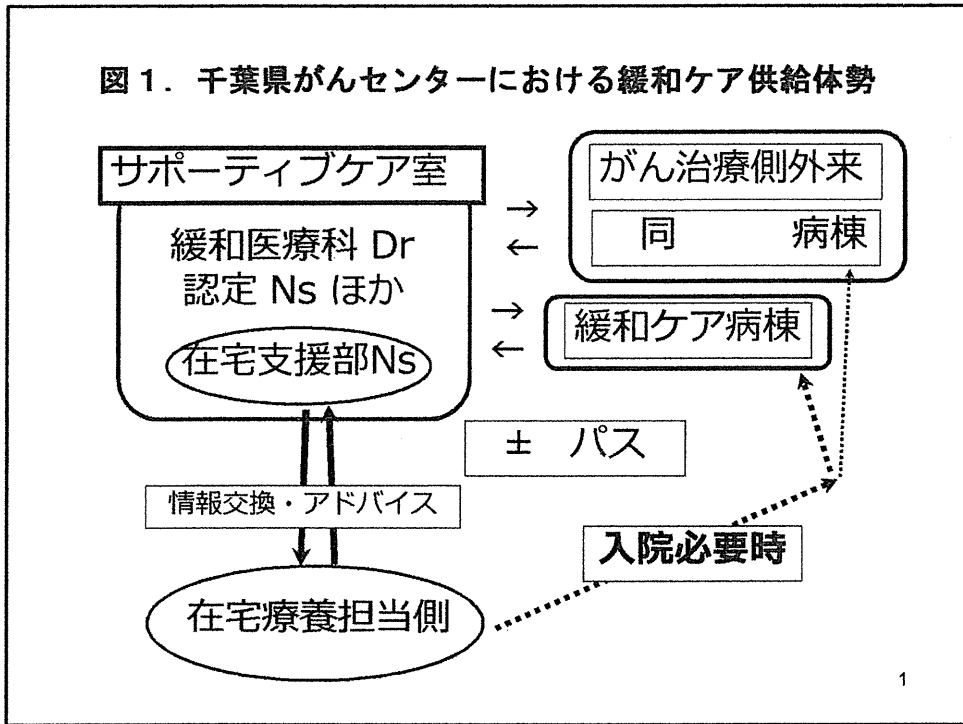 図1. 千葉県がんセンターにおける緩和ケア供給体勢
サポーティブケア室
緩和医療科 Dr
認定 Ns ほか
在宅支援部Ns
→
←
がん治療側外来
同 病棟
→
←
緩和ケア病棟
± パス
情報交換・アドバイス
入院必要時
在宅療養担当側
1